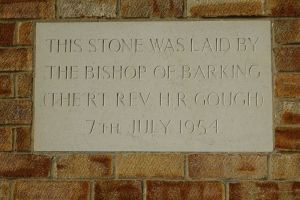 THIS STONE WAS LAID BY
THE BISHOP OF BARKING
(THE RT. REV. H.R. GOUGH)
7TH JULY 1954